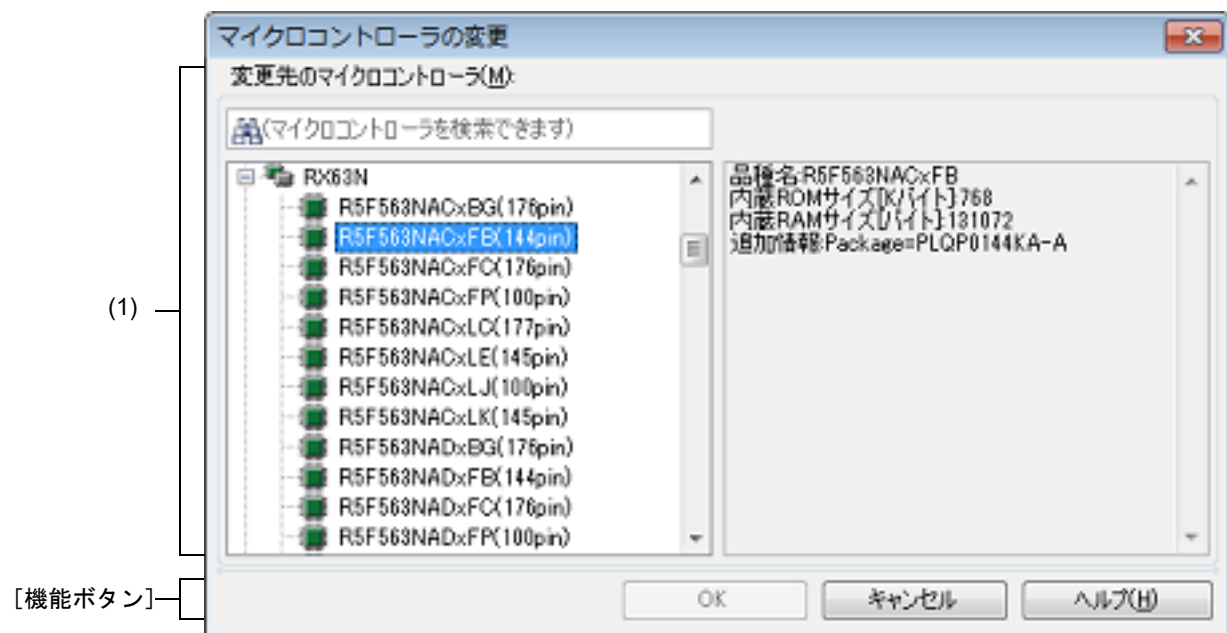 マイクロコントローラの変更
変更先のマイクロコントローラ(M):
(マイクロコントローラを検索できます)
RX63N
R5F563NACxBG(176pin)
R5F563NACxFB(144pin)
R5F563NACxFC(176pin)
R5F563NACxFP(100pin)
R5F563NACxLC(177pin)
R5F563NACxLE(145pin)
R5F563NACxLJ(100pin)
R5F563NACxLK(145pin)
R5F563NADxBG(176pin)
R5F563NADxFB(144pin)
R5F563NADxFC(176pin)
R5F563NADxFP(100pin)
品種名:R5F563NACxFB
内蔵ROMサイズ[Kバイト]:768
内蔵RAMサイズ[バイト]:131072
追加情報:Package=PLQP0144KA-A
(1)
[機能ボタン]
OK
キャンセル
ヘルプ(H)